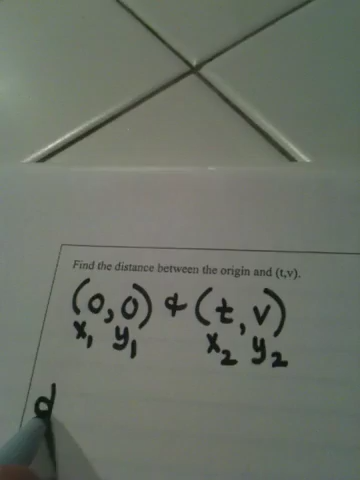 Find the distance between the origin and (t,v).
(0,0) & (t,v)
x₁ y₁ x₂ y₂
d